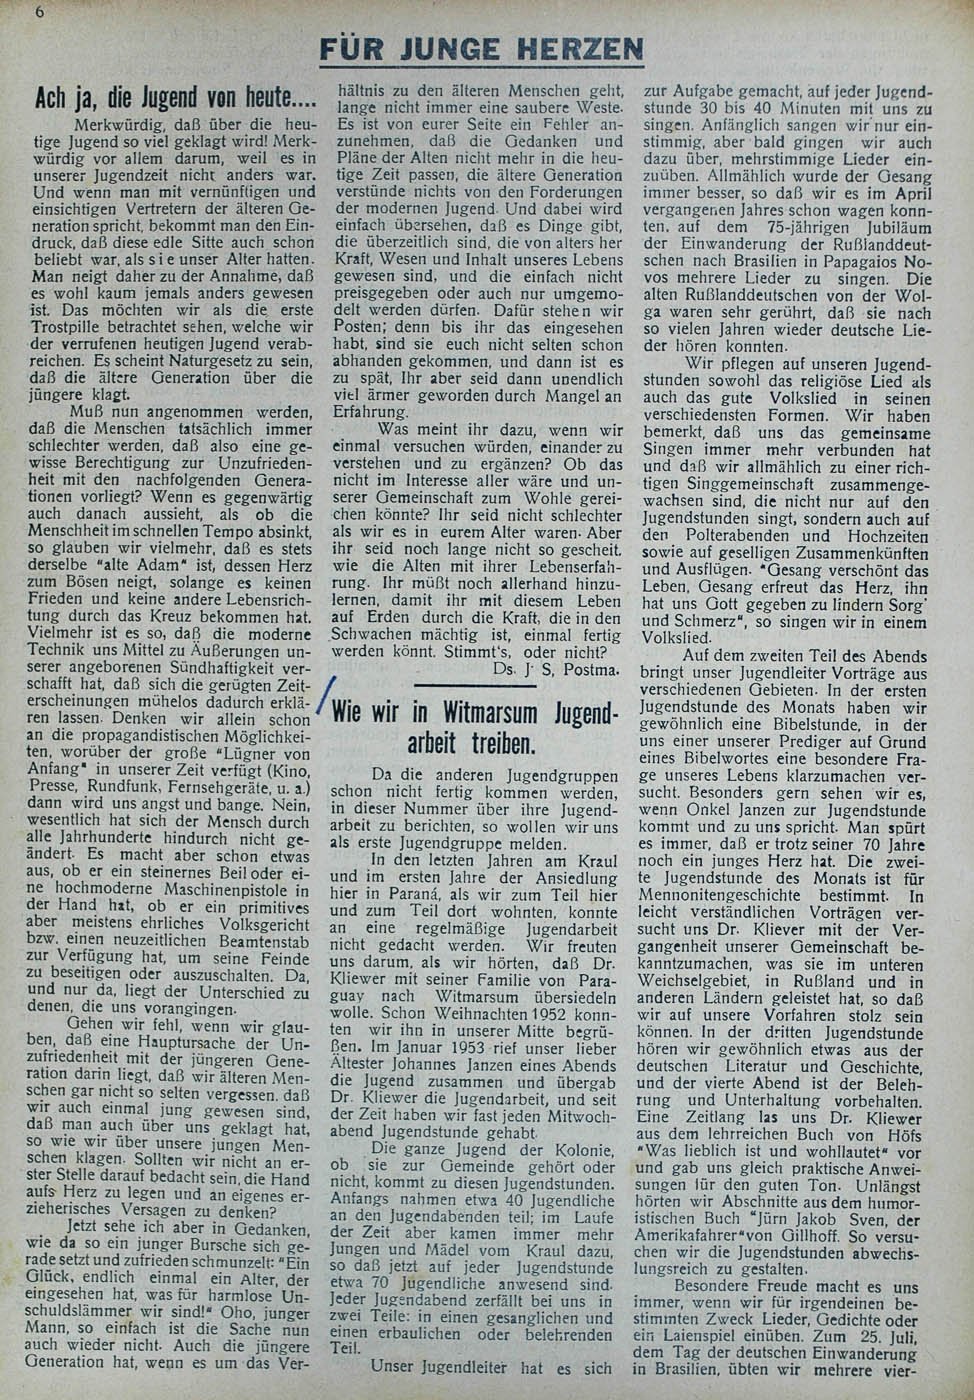 6
FÜR JUNGE HERZEN
Ach ja, die Jugend von heute....
Merkwürdig, daß über die heu-
tige Jugend so viel geklagt wird! Merk-
würdig vor allem darum, weil es in
unserer Jugendzeit nicht anders war.
Und wenn man mit vernünftigen und
einsichtigen Vertretern der älteren Ge-
neration spricht, bekommt man den Ein-
druck, daß diese edle Sitte auch schon
beliebt war, als sie unser Alter hatten.
Man neigt daher zu der Annahme, daß
es wohl kaum jemals anders gewesen
ist. Das möchten wir als die erste
Trostpille betrachtet sehen, welche wir
der verrufenen heutigen Jugend verab-
reichen. Es scheint Naturgesetz zu sein,
daß die ältere Generation über die
jüngere klagt.
Muß nun angenommen werden,
daß die Menschen tatsächlich immer
schlechter werden, daß also eine ge-
wisse Berechtigung zur Unzufrieden-
heit mit den nachfolgenden Genera-
tionen vorliegt? Wenn es gegenwärtig
auch danach aussieht, als ob die
Menschheit im schnellen Tempo absinkt,
so glauben wir vielmehr, daß es stets
derselbe "alte Adam" ist, dessen Herz
zum Bösen neigt, solange es keinen
Frieden und keine andere Lebensrich-
tung durch das Kreuz bekommen hat.
Vielmehr ist es so, daß die moderne
Technik uns Mittel zu Äußerungen un-
serer angeborenen Sündhaftigkeit ver-
schafft hat, daß sich die gerügten Zeit-
erscheinungen mühelos dadurch erklä-
ren lassen. Denken wir allein schon
an die propagandistischen Möglichkei-
ten, worüber der große "Lügner von
Anfang" in unserer Zeit verfügt (Kino,
Presse, Rundfunk, Fernsehgeräte, u. a.)
dann wird uns angst und bange. Nein,
wesentlich hat sich der Mensch durch
alle Jahrhunderte hindurch nicht ge-
ändert. Es macht aber schon etwas
aus, ob er ein steinernes Beil oder ei-
ne hochmoderne Maschinenpistole in
der Hand hat, ob er ein primitives
aber meistens ehrliches Volksgericht
bzw. einen neuzeitlichen Beamtenstab
zur Verfügung hat, um seine Feinde
zu beseitigen oder auszuschalten. Da,
und nur da, liegt der Unterschied zu
denen, die uns vorangingen.
Gehen wir fehl, wenn wir glau-
ben, daß eine Hauptursache der Un-
zufriedenheit mit der jüngeren Gene-
ration darin liegt, daß wir älteren Men-
schen gar nicht so selten vergessen. daß
wir auch einmal jung gewesen sind,
daß man auch über uns geklagt hat,
so wie wir über unsere jungen Men-
schen klagen. Sollten wir nicht an er-
ster Stelle darauf bedacht sein, die Hand
aufs Herz zu legen und an eigenes er-
zieherisches Versagen zu denken?
Jetzt sehe ich aber in Gedanken,
wie da so ein junger Bursche sich ge-
rade setzt und zufrieden schmunzelt: "Ein
Glück, endlich einmal ein Alter, der
eingesehen hat, was für harmlose Un-
schuldslämmer wir sind!" Oho, junger
Mann, so einfach ist die Sache nun
auch wieder nicht. Auch die jüngere
Generation hat, wenn es um das Ver-
hältnis zu den älteren Menschen geht,
lange nicht immer eine saubere Weste.
Es ist von eurer Seite ein Fehler an-
zunehmen, daß die Gedanken und
Pläne der Alten nicht mehr in die heu-
tige Zeit passen, die ältere Generation
verstünde nichts von den Forderungen
der modernen Jugend. Und dabei wird
einfach übersehen, daß es Dinge gibt,
die überzeitlich sind, die von alters her
Kraft, Wesen und Inhalt unseres Lebens
gewesen sind, und die einfach nicht
preisgegeben oder auch nur umgemo-
delt werden dürfen. Dafür stehen wir
Posten; denn bis ihr das eingesehen
habt, sind sie euch nicht selten schon
abhanden gekommen, und dann ist es
zu spät, Ihr aber seid dann unendlich
viel ärmer geworden durch Mangel an
Erfahrung.
Was meint ihr dazu, wenn wir
einmal versuchen würden, einander zu
verstehen und zu ergänzen? Ob das
nicht im Interesse aller wäre und un-
serer Gemeinschaft zum Wohle gerei-
chen könnte? Ihr seid nicht schlechter
als wir es in eurem Alter waren. Aber
ihr seid noch lange nicht so gescheit,
wie die Alten mit ihrer Lebenserfah-
rung. Ihr müßt noch allerhand hinzu-
lernen, damit ihr mit diesem Leben
auf Erden durch die Kraft, die in den
Schwachen mächtig ist, einmal fertig
werden könnt. Stimmt's, oder nicht?
Ds. J. S, Postma.
Wie wir in Witmarsum Jugend-
arbeit treiben.
Da die anderen Jugendgruppen
schon nicht fertig kommen werden,
in dieser Nummer über ihre Jugend-
arbeit zu berichten, so wollen wir uns
als erste Jugendgruppe melden.
In den letzten Jahren am Kraul
und im ersten Jahre der Ansiedlung
hier in Paraná, als wir zum Teil hier
und zum Teil dort wohnten, konnte
an eine regelmäßige Jugendarbeit
nicht gedacht werden. Wir freuten
uns darum, als wir hörten, daß Dr.
Kliewer mit seiner Familie von Para-
guay nach Witmarsum übersiedeln
wolle. Schon Weihnachten 1952 konn-
ten wir ihn in unserer Mitte begrü-
ßen. Im Januar 1953 rief unser lieber
Ältester Johannes Janzen eines Abends
die Jugend zusammen und übergab
Dr. Kliewer die Jugendarbeit, und seit
der Zeit haben wir fast jeden Mitwoch-
abend Jugendstunde gehabt.
Die ganze Jugend der Kolonie,
ob sie zur Gemeinde gehört oder
nicht, kommt zu diesen Jugendstunden.
Anfangs nahmen etwa 40 Jugendliche
an den Jugendabenden teil; im Laufe
der Zeit aber kamen immer mehr
Jungen und Mädel vom Kraul dazu,
so daß jetzt auf jeder Jugendstunde
etwa 70 Jugendliche anwesend sind.
Jeder Jugendabend zerfällt bei uns in
zwei Teile: in einen gesanglichen und
einen erbaulichen oder belehrenden
Teil.
Unser Jugendleiter hat es sich
zur Aufgabe gemacht, auf jeder Jugend-
stunde 30 bis 40 Minuten mit uns zu
singen. Anfänglich sangen wir nur ein-
stimmig, aber bald gingen wir auch
dazu über, mehrstimmige Lieder ein-
zuüben. Allmählich wurde der Gesang
immer besser, so daß wir es im April
vergangenen Jahres schon wagen konn-
ten, auf dem 75-jährigen Jubiläum
der Einwanderung der Rußlanddeut-
schen nach Brasilien in Papagaios No-
vos mehrere Lieder zu singen. Die
alten Rußlanddeutschen von der Wol-
ga waren sehr gerührt, daß sie nach
so vielen Jahren wieder deutsche Lie-
der hören konnten.
Wir pflegen auf unseren Jugend-
stunden sowohl das religiöse Lied als
auch das gute Volkslied in seinen
verschiedensten Formen. Wir haben
bemerkt, daß uns das gemeinsame
Singen immer mehr verbunden hat
und daß wir allmählich zu einer rich-
tigen Singgemeinschaft zusammenge-
wachsen sind, die nicht nur auf den
Jugendstunden singt, sondern auch auf
den Polterabenden und Hochzeiten
sowie auf geselligen Zusammenkünften
und Ausflügen. "Gesang verschönt das
Leben, Gesang erfreut das Herz, ihn
hat uns Gott gegeben zu lindern Sorg'
und Schmerz", so singen wir in einem
Volkslied.
Auf dem zweiten Teil des Abends
bringt unser Jugendleiter Vorträge aus
verschiedenen Gebieten. In der ersten
Jugendstunde des Monats haben wir
gewöhnlich eine Bibelstunde, in der
uns einer unserer Prediger auf Grund
eines Bibelwortes eine besondere Fra-
ge unseres Lebens klarzumachen ver-
sucht. Besonders gern sehen wir es,
wenn Onkel Janzen zur Jugendstunde
kommt und zu uns spricht. Man spürt
es immer, daß er trotz seiner 70 Jahre
noch ein junges Herz hat. Die zwei-
te Jugendstunde des Monats ist für
Mennonitengeschichte bestimmt. In
leicht verständlichen Vorträgen ver-
sucht uns Dr. Kliever mit der Ver-
gangenheit unserer Gemeinschaft be-
kanntzumachen, was sie im unteren
Weichselgebiet, in Rußland und in
anderen Ländern geleistet hat, so daß
wir auf unsere Vorfahren stolz sein
können. In der dritten Jugendstunde
hören wir gewöhnlich etwas aus der
deutschen Literatur und Geschichte,
und der vierte Abend ist der Beleh-
rung und Unterhaltung vorbehalten.
Eine Zeitlang las uns Dr. Kliewer
aus dem lehrreichen Buch von Höfs
"Was lieblich ist und wohllautet" vor
und gab uns gleich praktische Anwei-
sungen für den guten Ton. Unlängst
hörten wir Abschnitte aus dem humor-
istischen Buch "Jürn Jakob Sven, der
Amerikafahrer"von Gillhoff. So versu-
chen wir die Jugendstunden abwechs-
lungsreich zu gestalten.
Besondere Freude macht es uns
immer, wenn wir für irgendeinen be-
stimmten Zweck Lieder, Gedichte oder
ein Laienspiel einüben. Zum 25. Juli,
dem Tag der deutschen Einwanderung
in Brasilien, übten wir mehrere vier-